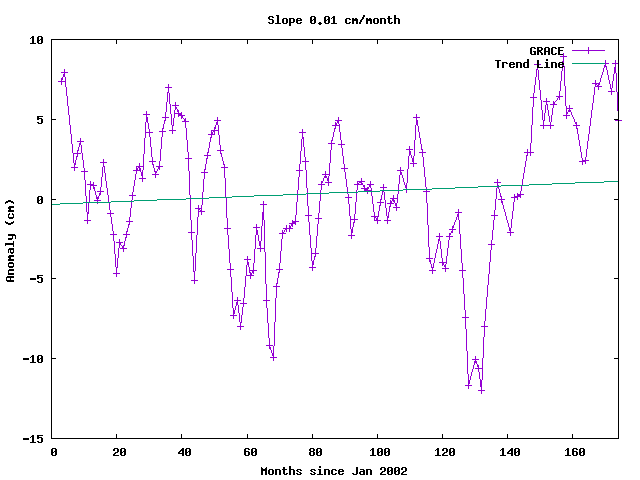 Slope 0.01 cm/month
GRACE
Trend Line
10
5
0
-5
-10
-15
Anomaly (cm)
0 20 40 60 80 100 120 140 160
Months since Jan 2002